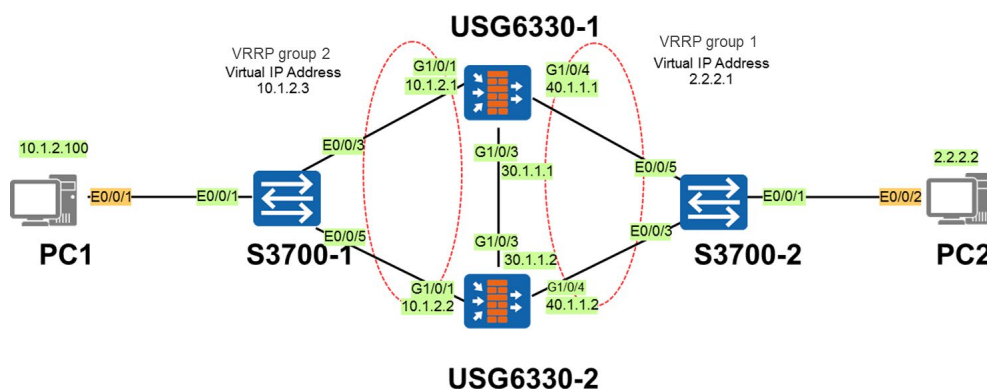 USG6330-1
VRRP group 2
Virtual IP Address
10.1.2.3
VRRP group 1
Virtual IP Address
2.2.2.1
G1/0/1
10.1.2.1
G1/0/4
40.1.1.1
10.1.2.100
E0/0/3
G1/0/3
30.1.1.1
E0/0/5
2.2.2.2
E0/0/1
E0/0/1
E0/0/1
E0/0/2
PC1
S3700-1
E0/0/5
G1/0/3
30.1.1.2
E0/0/3
S3700-2
PC2
G1/0/1
10.1.2.2
G1/0/4
40.1.1.2
USG6330-2